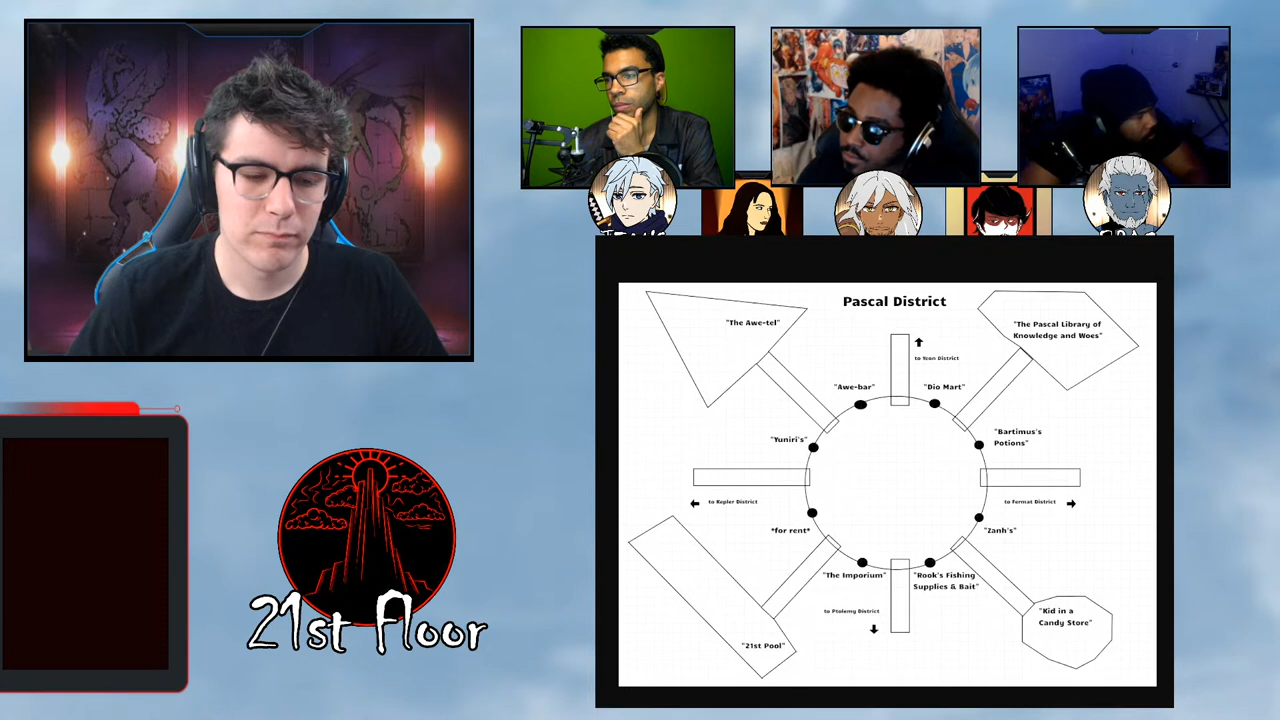 Pascal District
"The Awe-tel"
"The Pascal Library of
Knowledge and Woes"
to Ycon District
"Awe-bar"
"Dio Mart"
"Yuniri's"
"Bartimus's
Potions"
to Kepler District
to Fermat District
*for rent*
"Zanh's"
"The Imporium"
"Rook's Fishing
Supplies & Bait"
to Ptolemy District
"Kid in a
Candy Store"
"21st Pool"
21st Floor